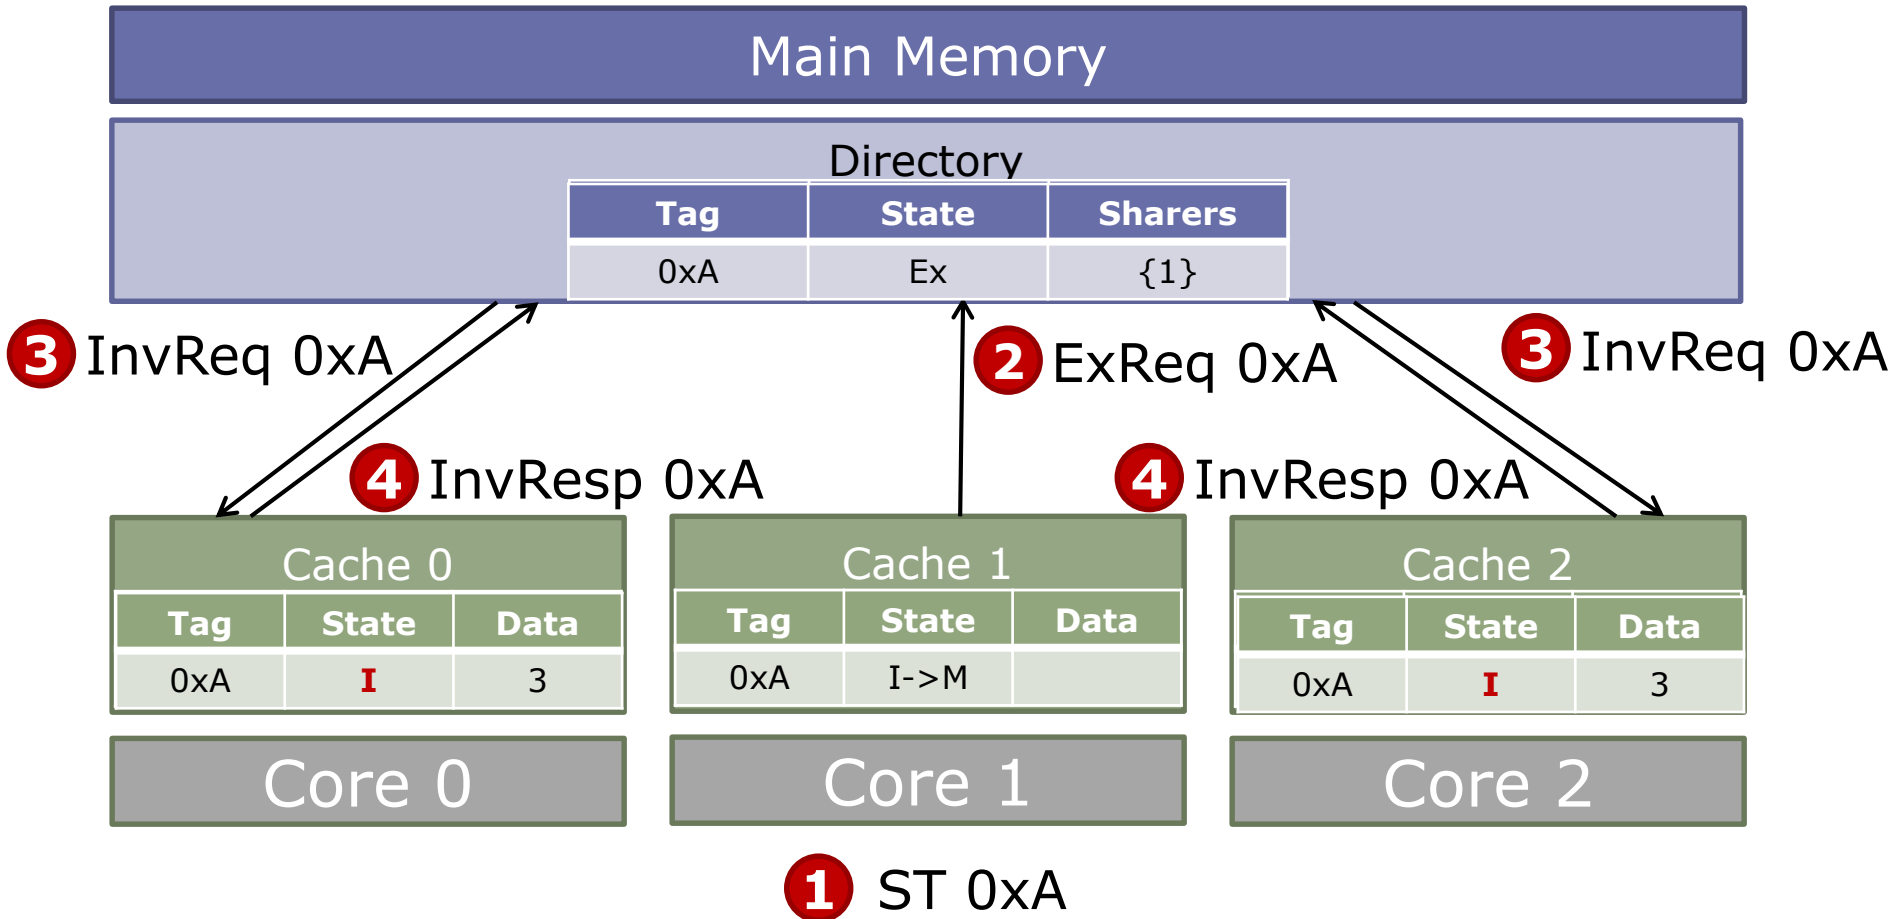 Main Memory
Directory
Tag State Sharers
0xA Ex {1}
3 InvReq 0xA
2 ExReq 0xA
3 InvReq 0xA
4 InvResp 0xA
4 InvResp 0xA
Cache 0
Tag State Data
0xA I 3
Cache 1
Tag State Data
0xA I->M
Cache 2
Tag State Data
0xA I 3
Core 0
Core 1
Core 2
1 ST 0xA